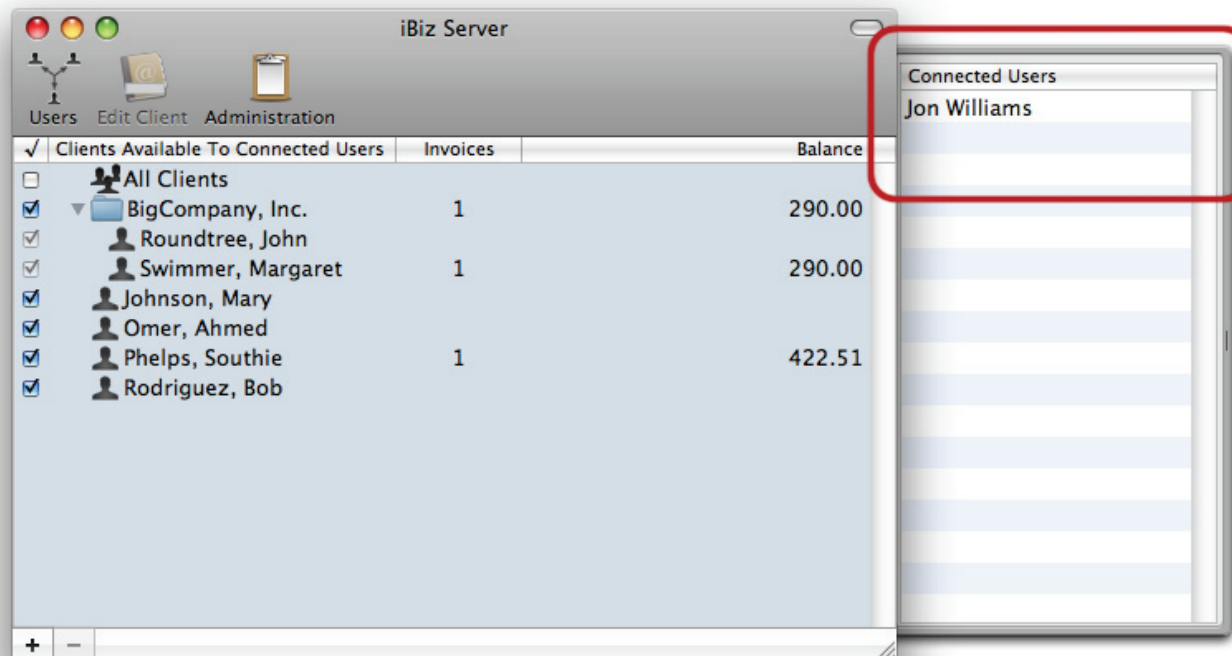 iBiz Server
Users Edit Client Administration
√ Clients Available To Connected Users Invoices Balance
All Clients
BigCompany, Inc. 1 290.00
Roundtree, John
Swimmer, Margaret 1 290.00
Johnson, Mary
Omer, Ahmed
Phelps, Southie 1 422.51
Rodriguez, Bob
Connected Users
Jon Williams